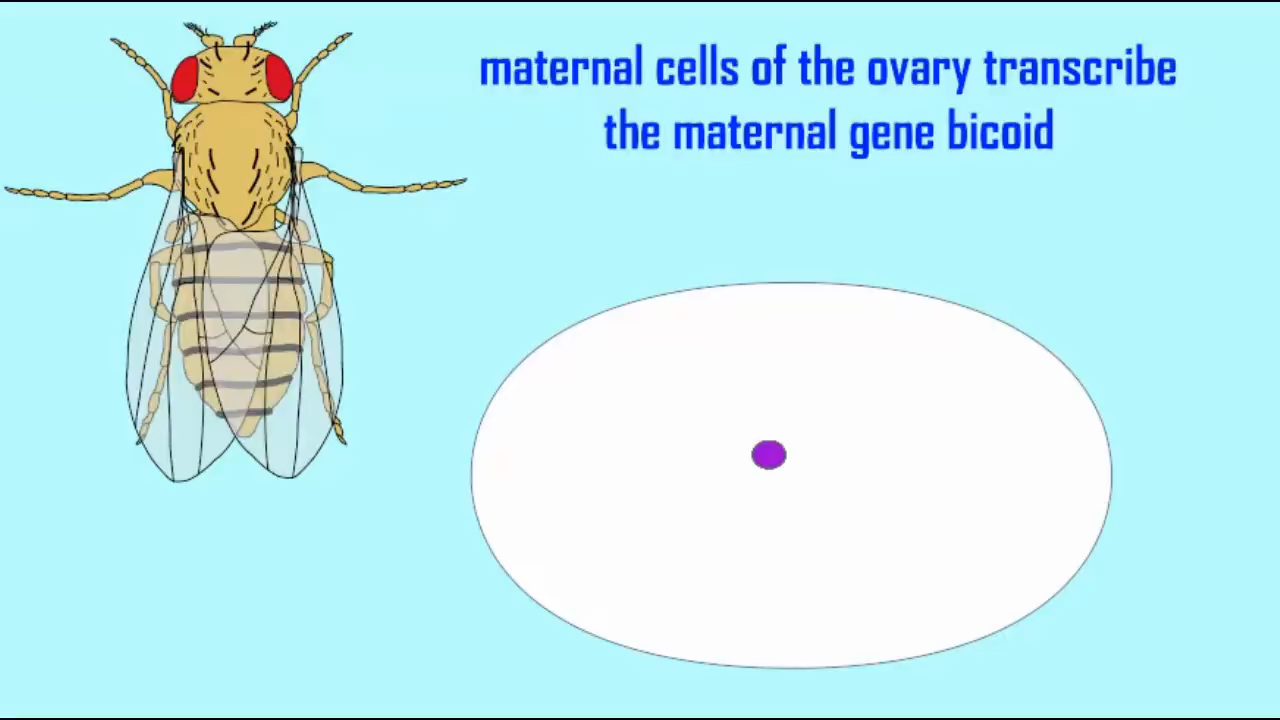 maternal cells of the ovary transcribe
the maternal gene bicoid